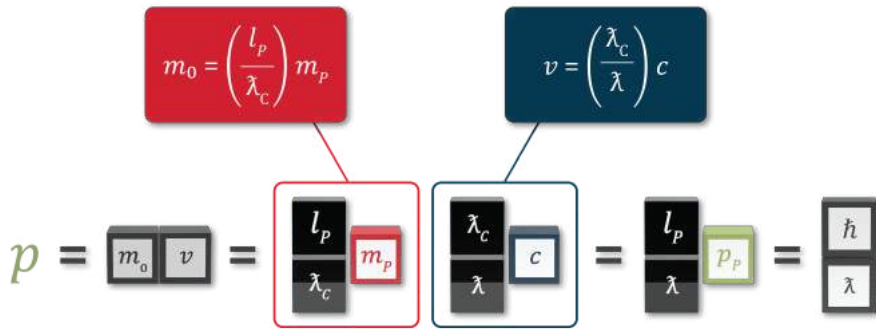 m₀ = (l_P / ƛ_C) m_P
v = (ƛ_C / ƛ) c
p = m₀ v = l_P / ƛ_C m_P ƛ_C / ƛ c = l_P / ƛ p_P = ħ / ƛ